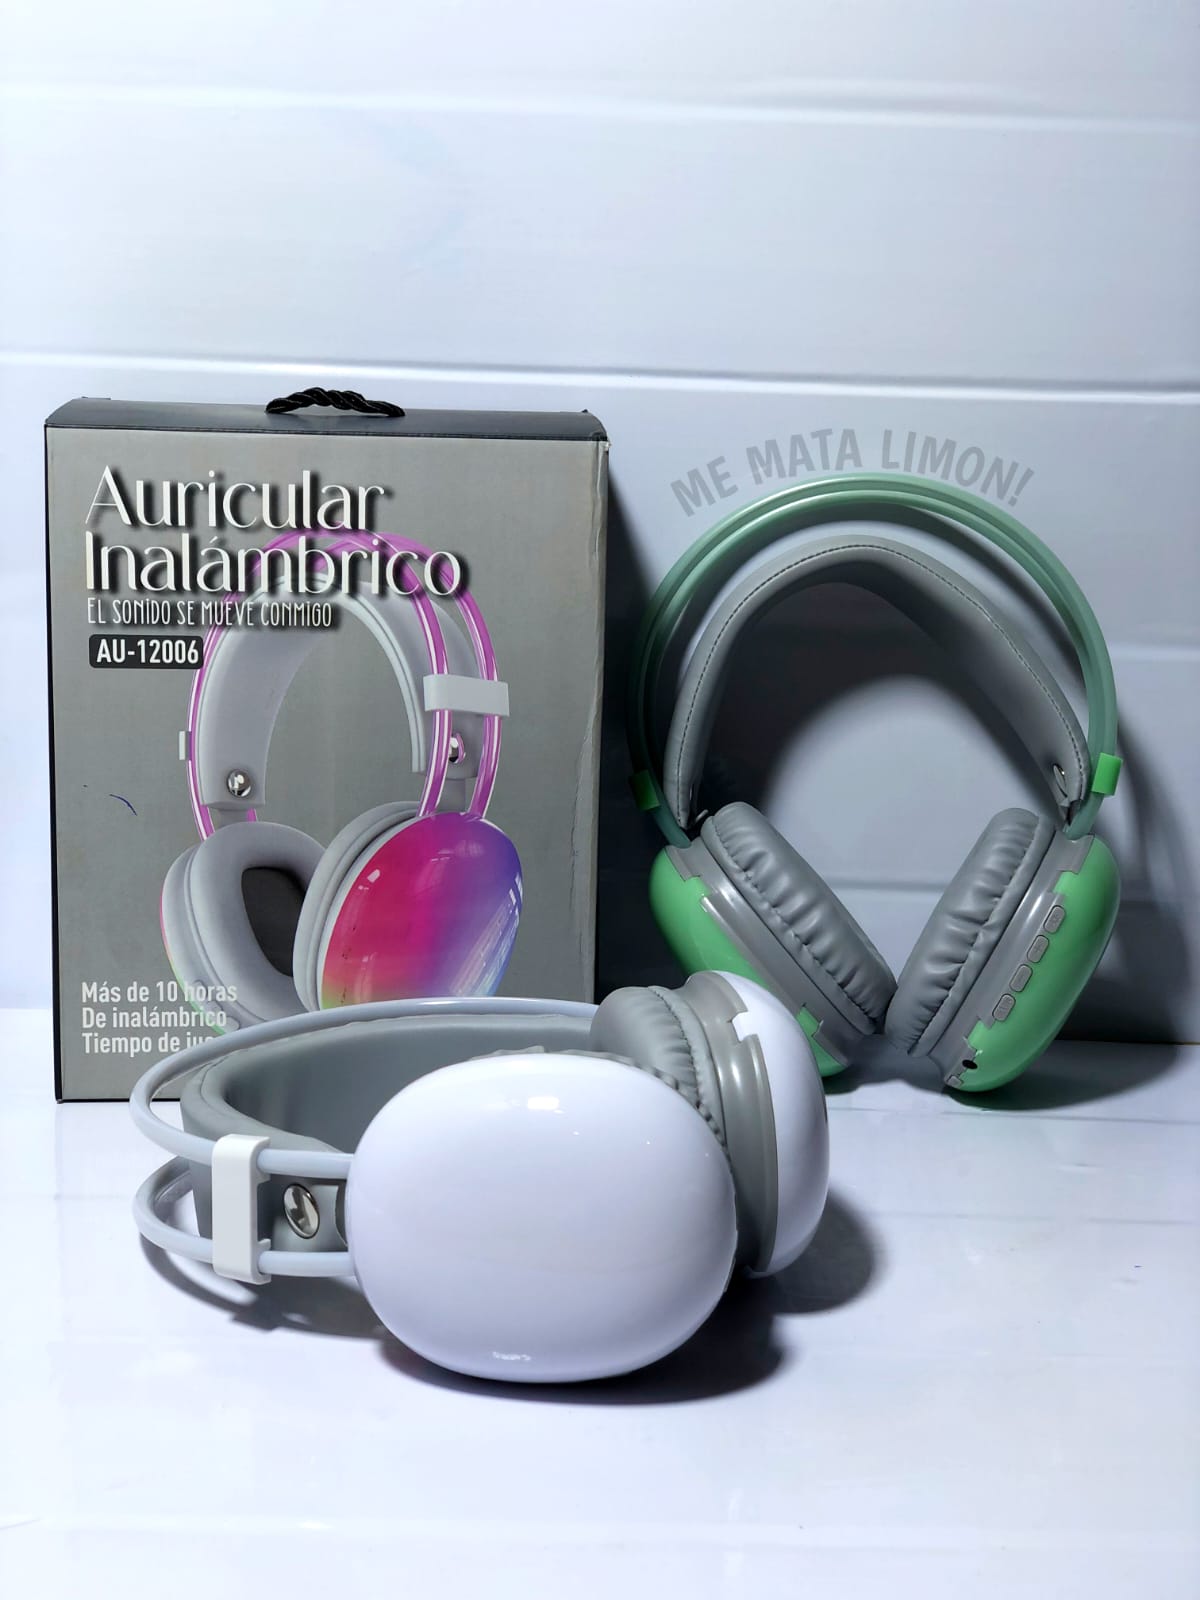 Auricular
Inalámbrico
EL SONIDO SE MUEVE CONMIGO
AU-12006
Más de 10 horas
De inalámbrico
Tiempo de
ME MATA LIMON!